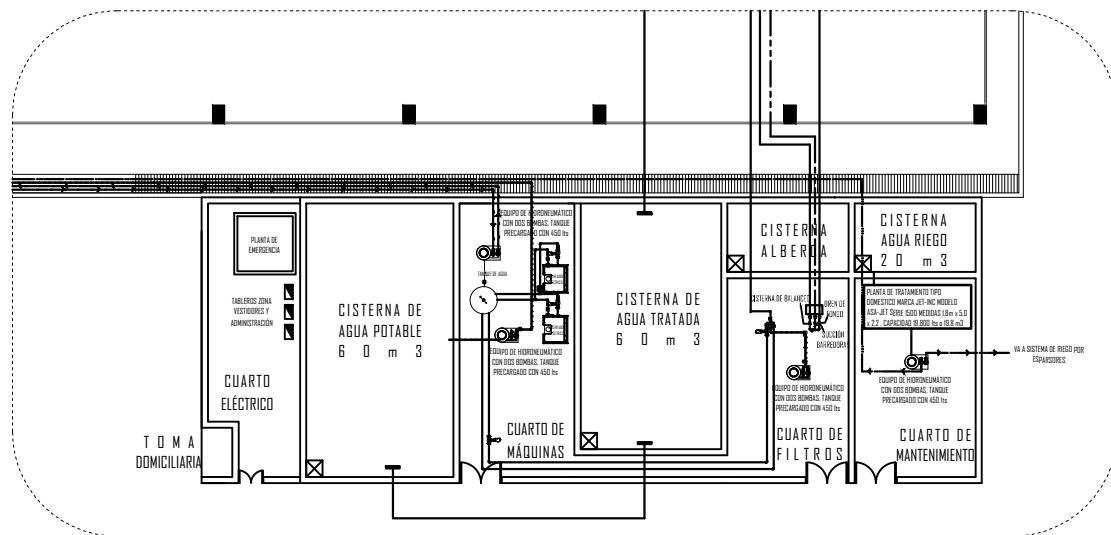 PLANTA DE
EMERGENCIA
TABLEROS ZONA
VESTIDORES Y
ADMINISTRACIÓN
CUARTO
ELÉCTRICO
TOMA
DOMICILIARIA
CISTERNA DE
AGUA POTABLE
60 m3
EQUIPO DE HIDRONEUMÁTICO
CON DOS BOMBAS, TANQUE
PRECARGADO CON 450 lts
TANQUE DE AGUA
EQUIPO DE HIDRONEUMÁTICO
CON DOS BOMBAS, TANQUE
PRECARGADO CON 450 lts
CUARTO DE
MÁQUINAS
CISTERNA DE
AGUA TRATADA
60 m3
CISTERNA
ALBERCA
CISTERNA DE BALANCEO
DREN DE
FONDO
SUCCIÓN
BARREDORAS
EQUIPO DE HIDRONEUMÁTICO
CON DOS BOMBAS, TANQUE
PRECARGADO CON 450 lts
CUARTO DE
FILTROS
CISTERNA
AGUA RIEGO
20 m3
PLANTA DE TRATAMIENTO TIPO
DOMESTICO MARCA JET-INC MODELO
ASA-JET SERIE 1500 MEDIDAS 1.8m x 5.0
x 2.2 . CAPACIDAD 19,800 lts o 19.8 m3
VA A SISTEMA DE RIEGO POR
ESPARSORES
EQUIPO DE HIDRONEUMÁTICO
CON DOS BOMBAS, TANQUE
PRECARGADO CON 450 lts
CUARTO DE
MANTENIMIENTO